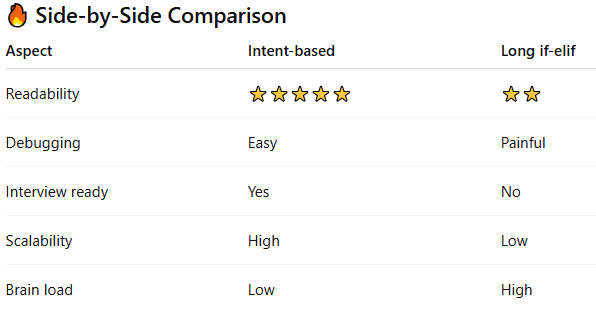 🔥 Side-by-Side Comparison
Aspect Intent-based Long if-elif
Readability ⭐⭐⭐⭐⭐ ⭐⭐
Debugging Easy Painful
Interview ready Yes No
Scalability High Low
Brain load Low High